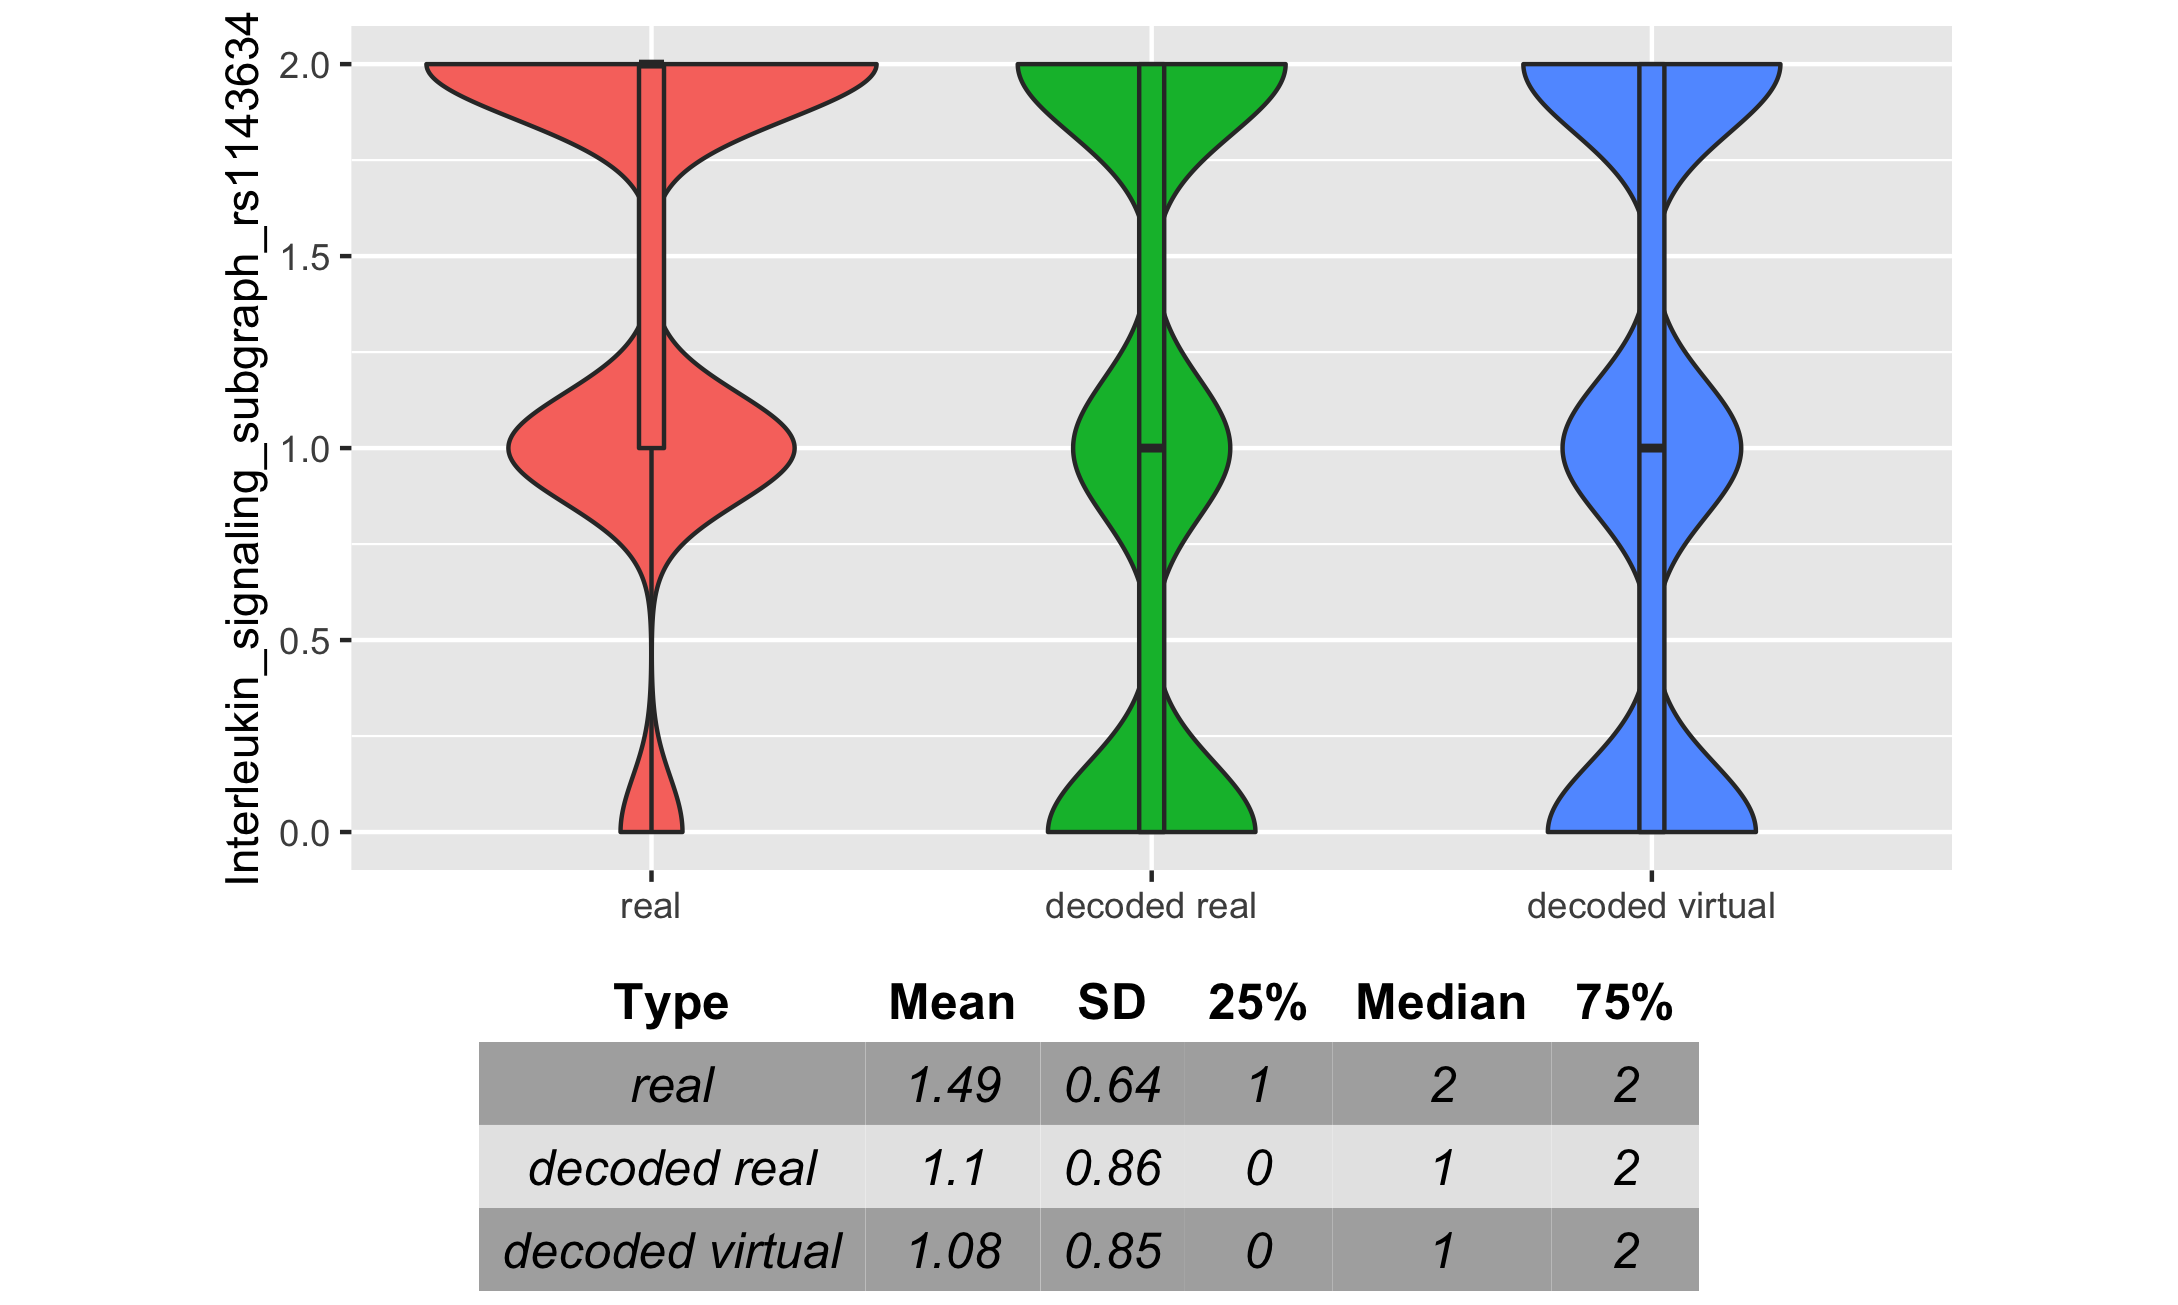 Interleukin_signaling_subgraph_rs1143634
2.0
1.5
1.0
0.5
0.0
real decoded real decoded virtual
Type Mean SD 25% Median 75%
real 1.49 0.64 1 2 2
decoded real 1.1 0.86 0 1 2
decoded virtual 1.08 0.85 0 1 2